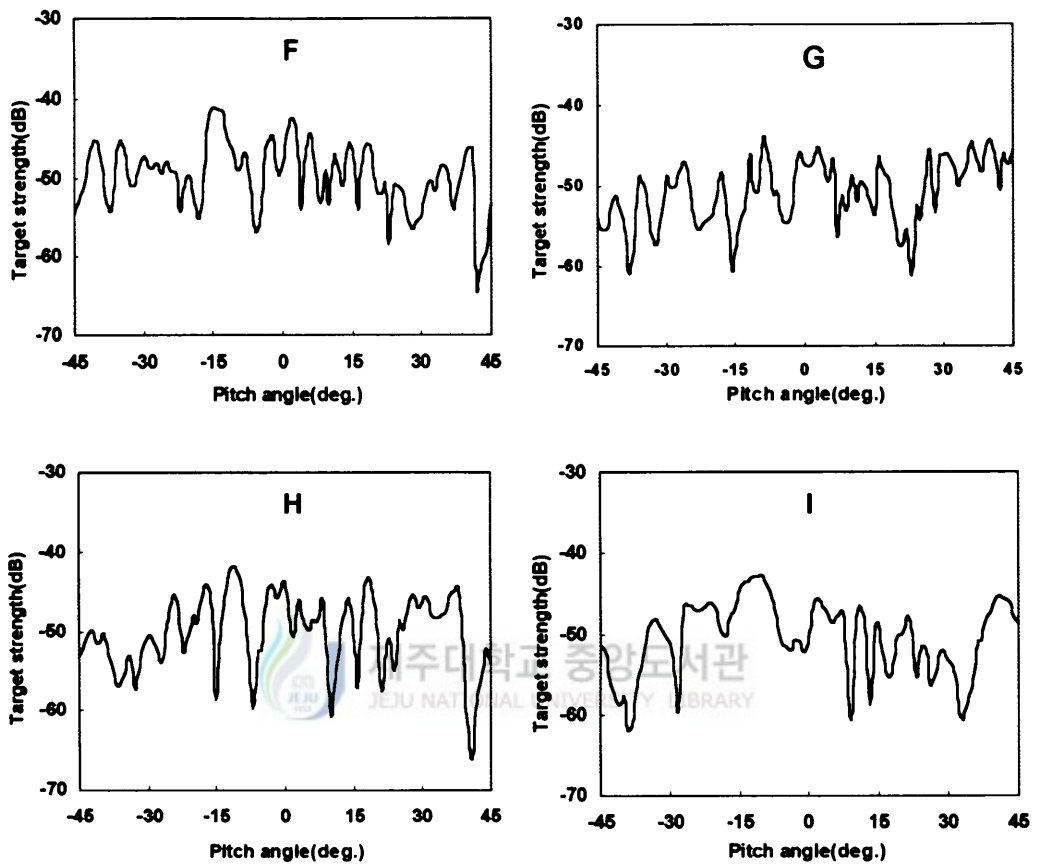 F
-30
-40
-50
-60
-70
Target strength(dB)
-45 -30 -15 0 15 30 45
Pitch angle(deg.)
G
-30
-40
-50
-60
-70
Target strength(dB)
-45 -30 -15 0 15 30 45
Pitch angle(deg.)
H
-30
-40
-50
-60
-70
Target strength(dB)
-45 -30 -15 0 15 30 45
Pitch angle(deg.)
I
-30
-40
-50
-60
-70
Target strength(dB)
-45 -30 -15 0 15 30 45
Pitch angle(deg.)
제주대학교 중앙도서관
JEJU NATIONAL UNIVERSITY LIBRARY
JEJU